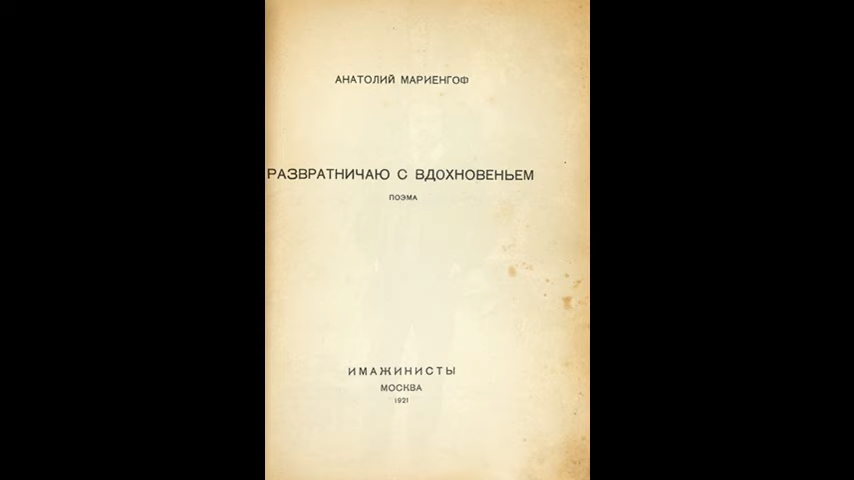 АНАТОЛИЙ МАРИЕНГОФ
РАЗВРАТНИЧАЮ С ВДОХНОВЕНЬЕМ
ПОЭМА
ИМАЖИНИСТЫ
МОСКВА
1921